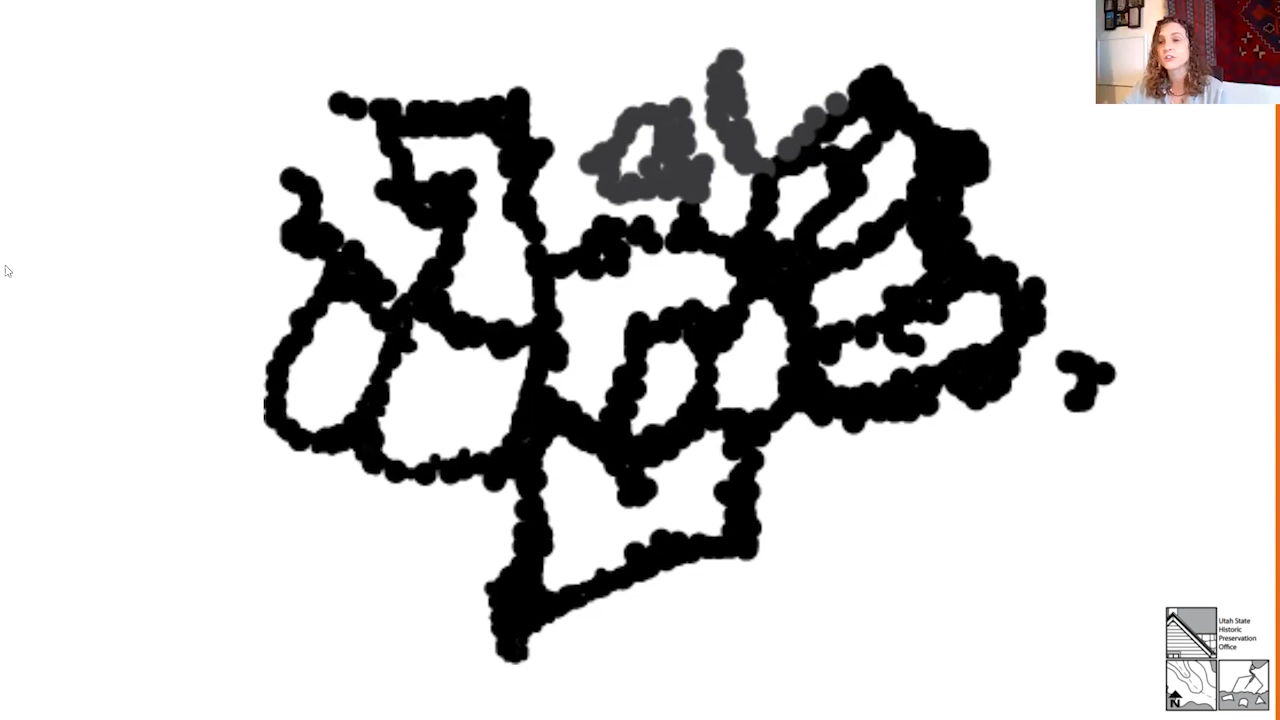 Utah State
Historic
Preservation
Office
N